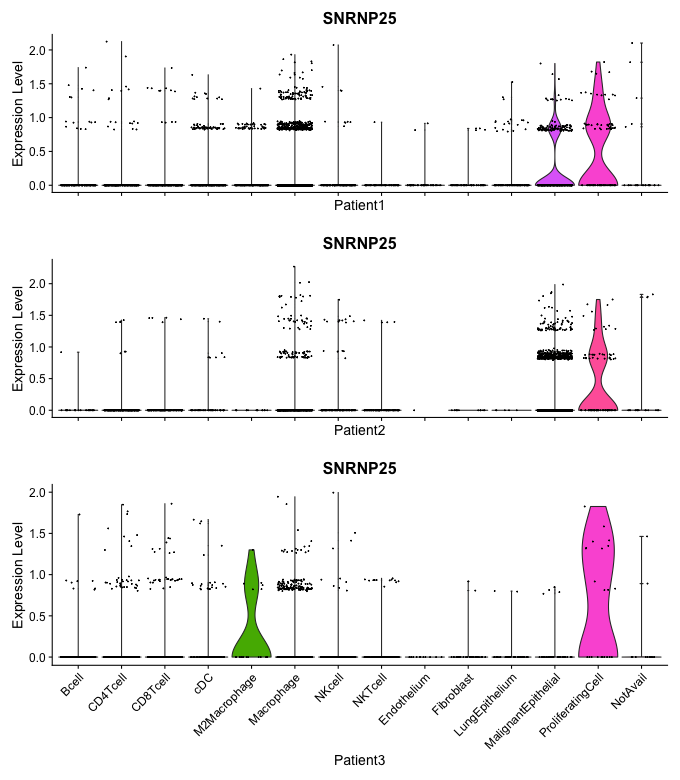 SNRNP25
Expression Level
2.0
1.5
1.0
0.5
0.0
Patient1
SNRNP25
Expression Level
2.0
1.5
1.0
0.5
0.0
Patient2
SNRNP25
Expression Level
2.0
1.5
1.0
0.5
0.0
Bcell
CD4Tcell
CD8Tcell
cDC
M2Macrophage
Macrophage
NKcell
NKTcell
Endothelium
Fibroblast
LungEpithelium
MalignantEpithelial
ProliferatingCell
NotAvail
Patient3